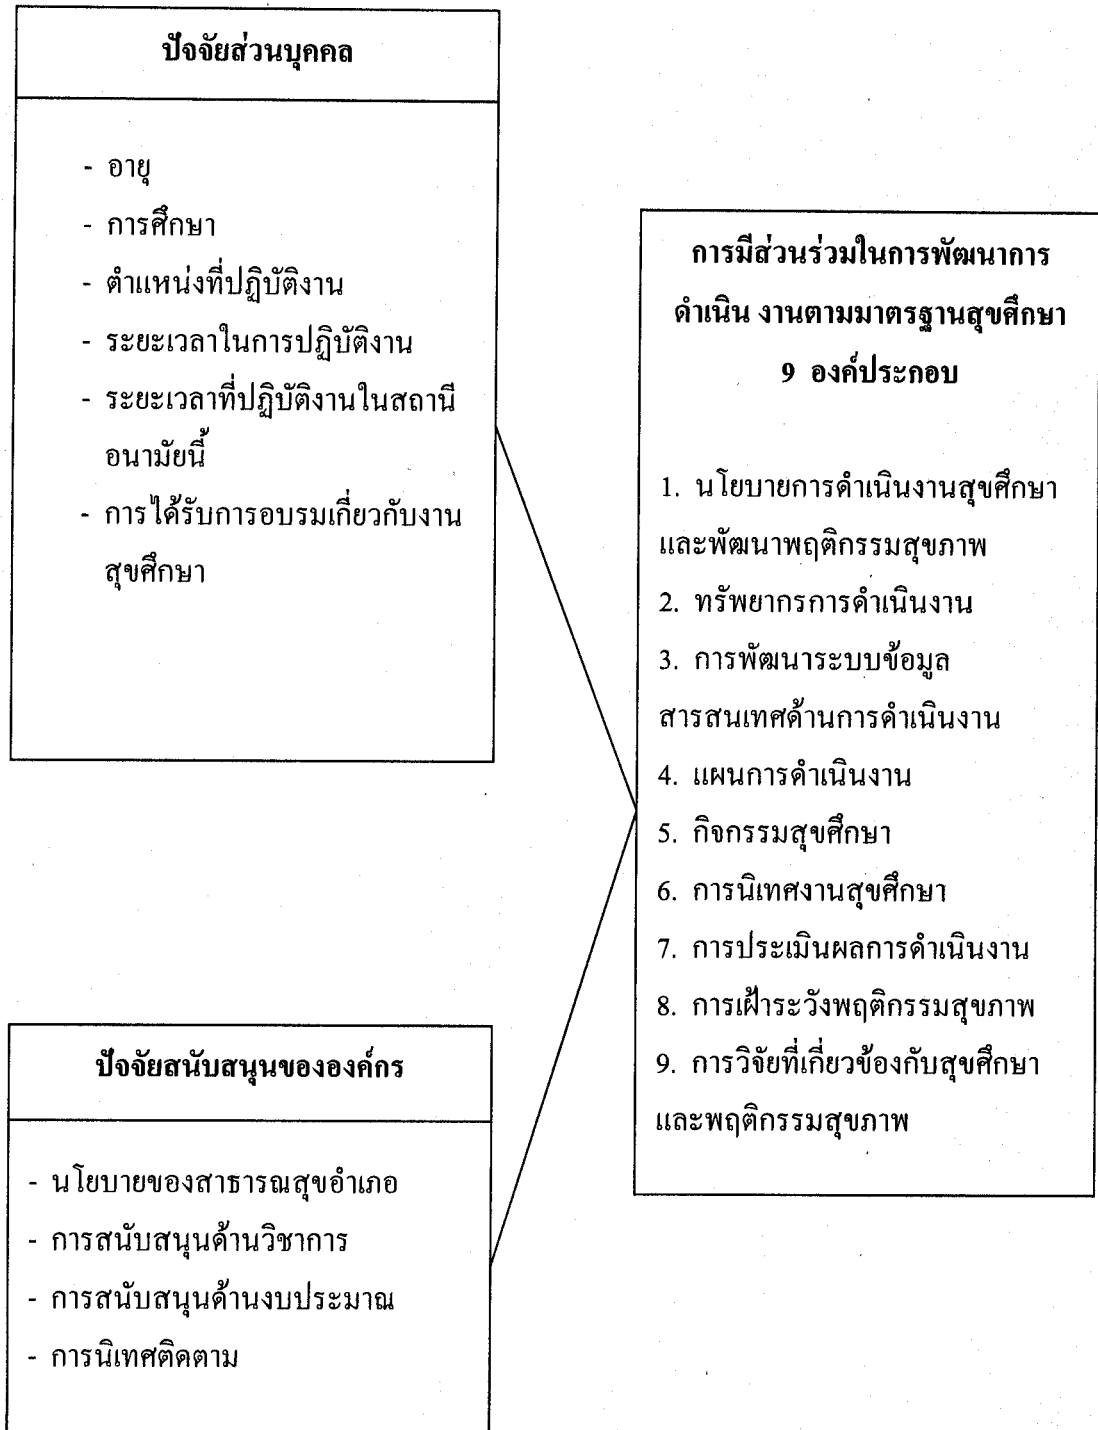 ปัจจัยส่วนบุคคล
- อายุ
- การศึกษา
- ตำแหน่งที่ปฏิบัติงาน
- ระยะเวลาในการปฏิบัติงาน
- ระยะเวลาที่ปฏิบัติงานในสถานี
อนามัยนี้
- การได้รับการอบรมเกี่ยวกับงาน
สุขศึกษา
ปัจจัยสนับสนุนขององค์กร
- นโยบายของสาธารณสุขอำเภอ
- การสนับสนุนด้านวิชาการ
- การสนับสนุนด้านงบประมาณ
- การนิเทศติดตาม
การมีส่วนร่วมในการพัฒนาการ
ดำเนิน งานตามมาตรฐานสุขศึกษา
9 องค์ประกอบ
1. นโยบายการดำเนินงานสุขศึกษา
และพัฒนาพฤติกรรมสุขภาพ
2. ทรัพยากรการดำเนินงาน
3. การพัฒนาระบบข้อมูล
สารสนเทศด้านการดำเนินงาน
4. แผนการดำเนินงาน
5. กิจกรรมสุขศึกษา
6. การนิเทศงานสุขศึกษา
7. การประเมินผลการดำเนินงาน
8. การเฝ้าระวังพฤติกรรมสุขภาพ
9. การวิจัยที่เกี่ยวข้องกับสุขศึกษา
และพฤติกรรมสุขภาพ